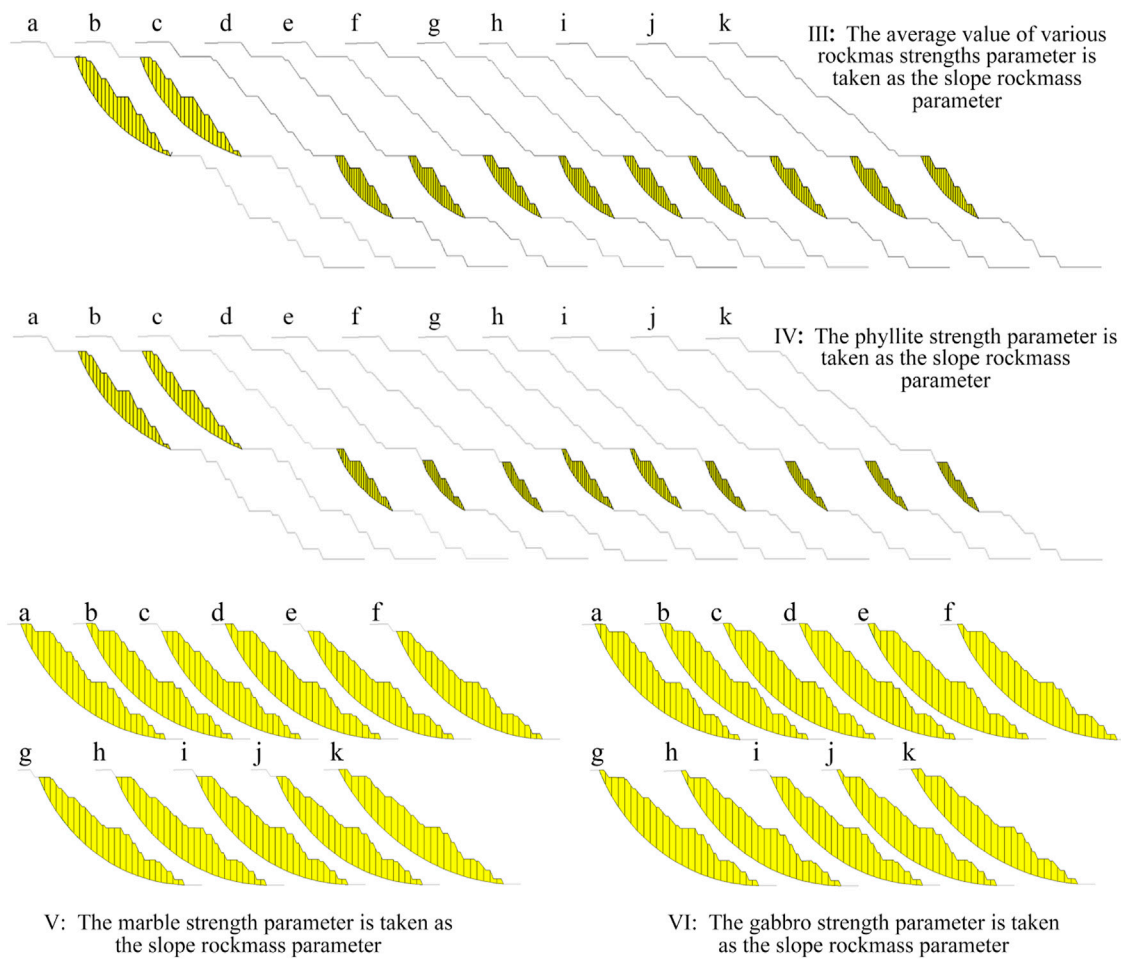 a b c d e f g h i j k
III: The average value of various
rockmas strengths parameter is
taken as the slope rockmass
parameter
a b c d e f g h i j k
IV: The phyllite strength parameter is
taken as the slope rockmass
parameter
a b c d e f
g h i j k
V: The marble strength parameter is taken as
the slope rockmass parameter
a b c d e f
g h i j k
VI: The gabbro strength parameter is taken
as the slope rockmass parameter